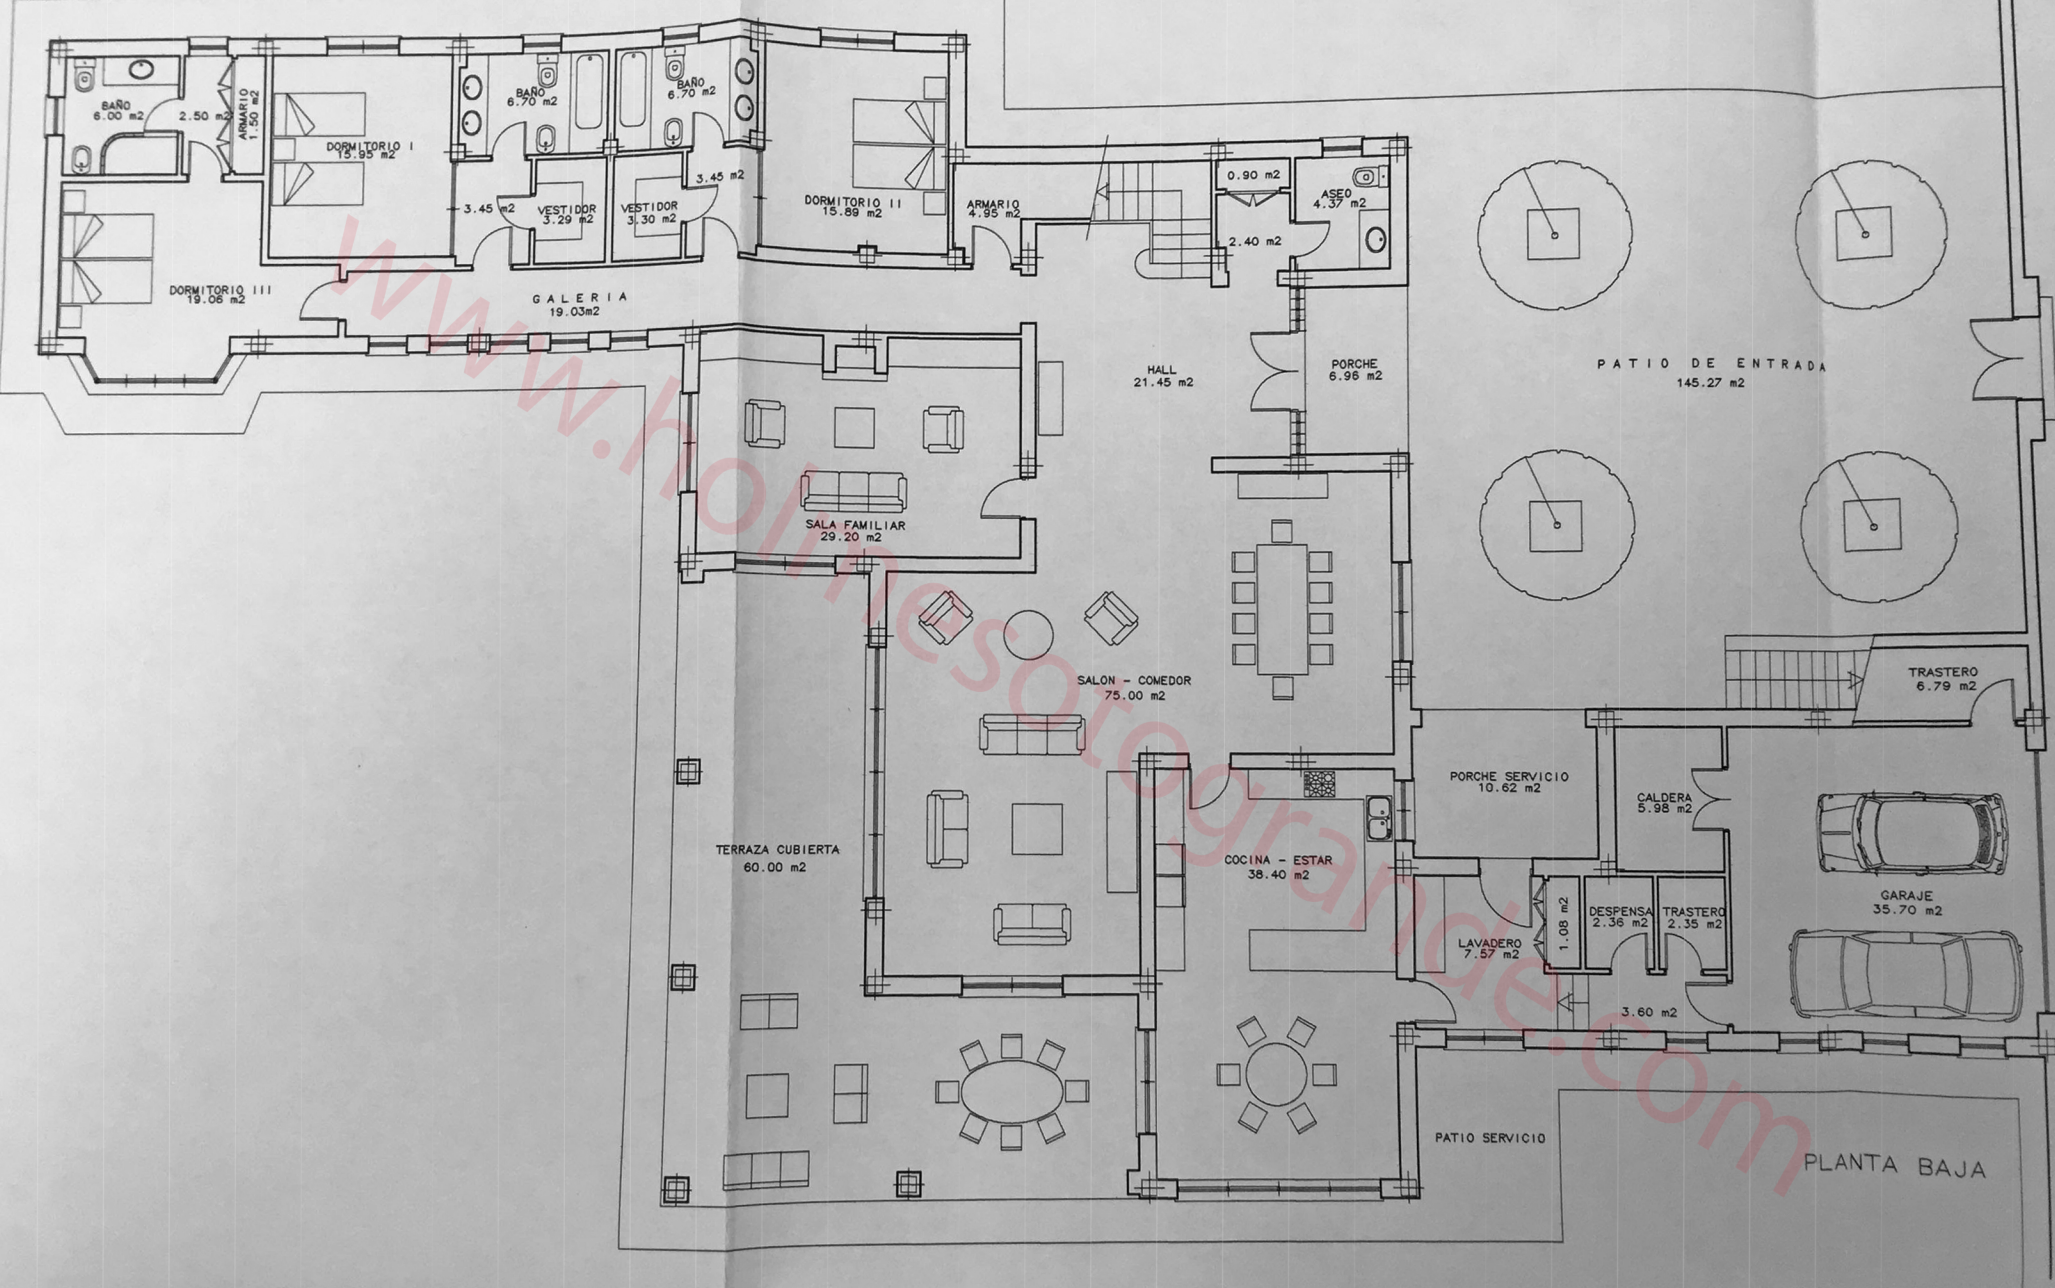 BAÑO
6.00 m2
2.50 m2
ARMARIO
1.50 m2
DORMITORIO I
15.95 m2
BAÑO
6.70 m2
BAÑO
6.70 m2
3.45 m2
VESTIDOR
3.29 m2
VESTIDOR
3.30 m2
3.45 m2
DORMITORIO II
15.89 m2
ARMARIO
4.95 m2
0.90 m2
2.40 m2
ASEO
4.37 m2
DORMITORIO III
19.06 m2
GALERIA
19.03m2
HALL
21.45 m2
PORCHE
6.96 m2
PATIO DE ENTRADA
145.27 m2
SALA FAMILIAR
29.20 m2
SALON - COMEDOR
75.00 m2
TRASTERO
6.79 m2
PORCHE SERVICIO
10.62 m2
CALDERA
5.98 m2
TERRAZA CUBIERTA
60.00 m2
COCINA - ESTAR
38.40 m2
GARAJE
35.70 m2
LAVADERO
7.57 m2
1.08 m2
DESPENSA
2.36 m2
TRASTERO
2.35 m2
3.60 m2
PATIO SERVICIO
PLANTA BAJA
www.holmesotogrande.com